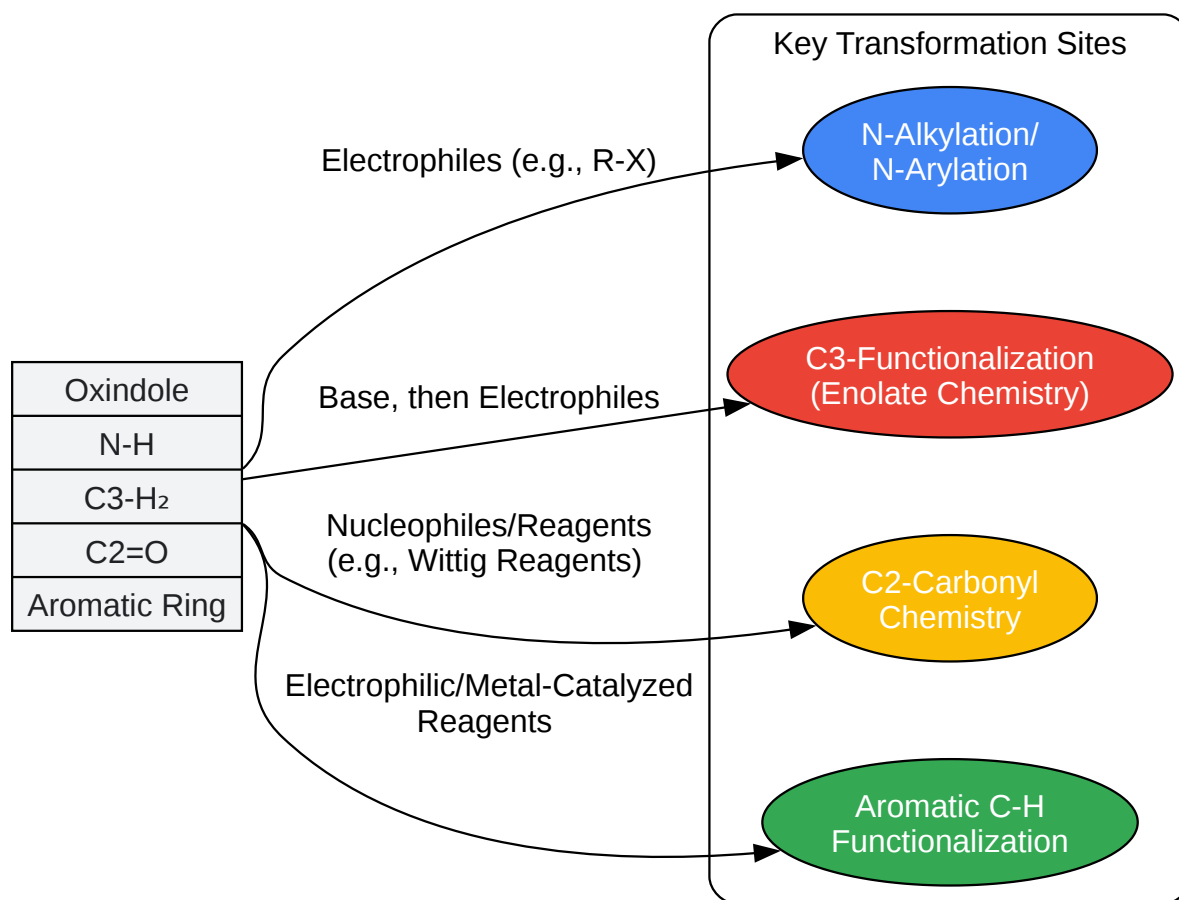 Key Transformation Sites
N-Alkylation/
N-Arylation
Electrophiles (e.g., R-X)
C3-Functionalization
(Enolate Chemistry)
Oxindole
N-H
C3-H₂
C2=O
Aromatic Ring
Base, then Electrophiles
Nucleophiles/Reagents
(e.g., Wittig Reagents)
C2-Carbonyl
Chemistry
Electrophilic/Metal-Catalyzed
Reagents
Aromatic C-H
Functionalization